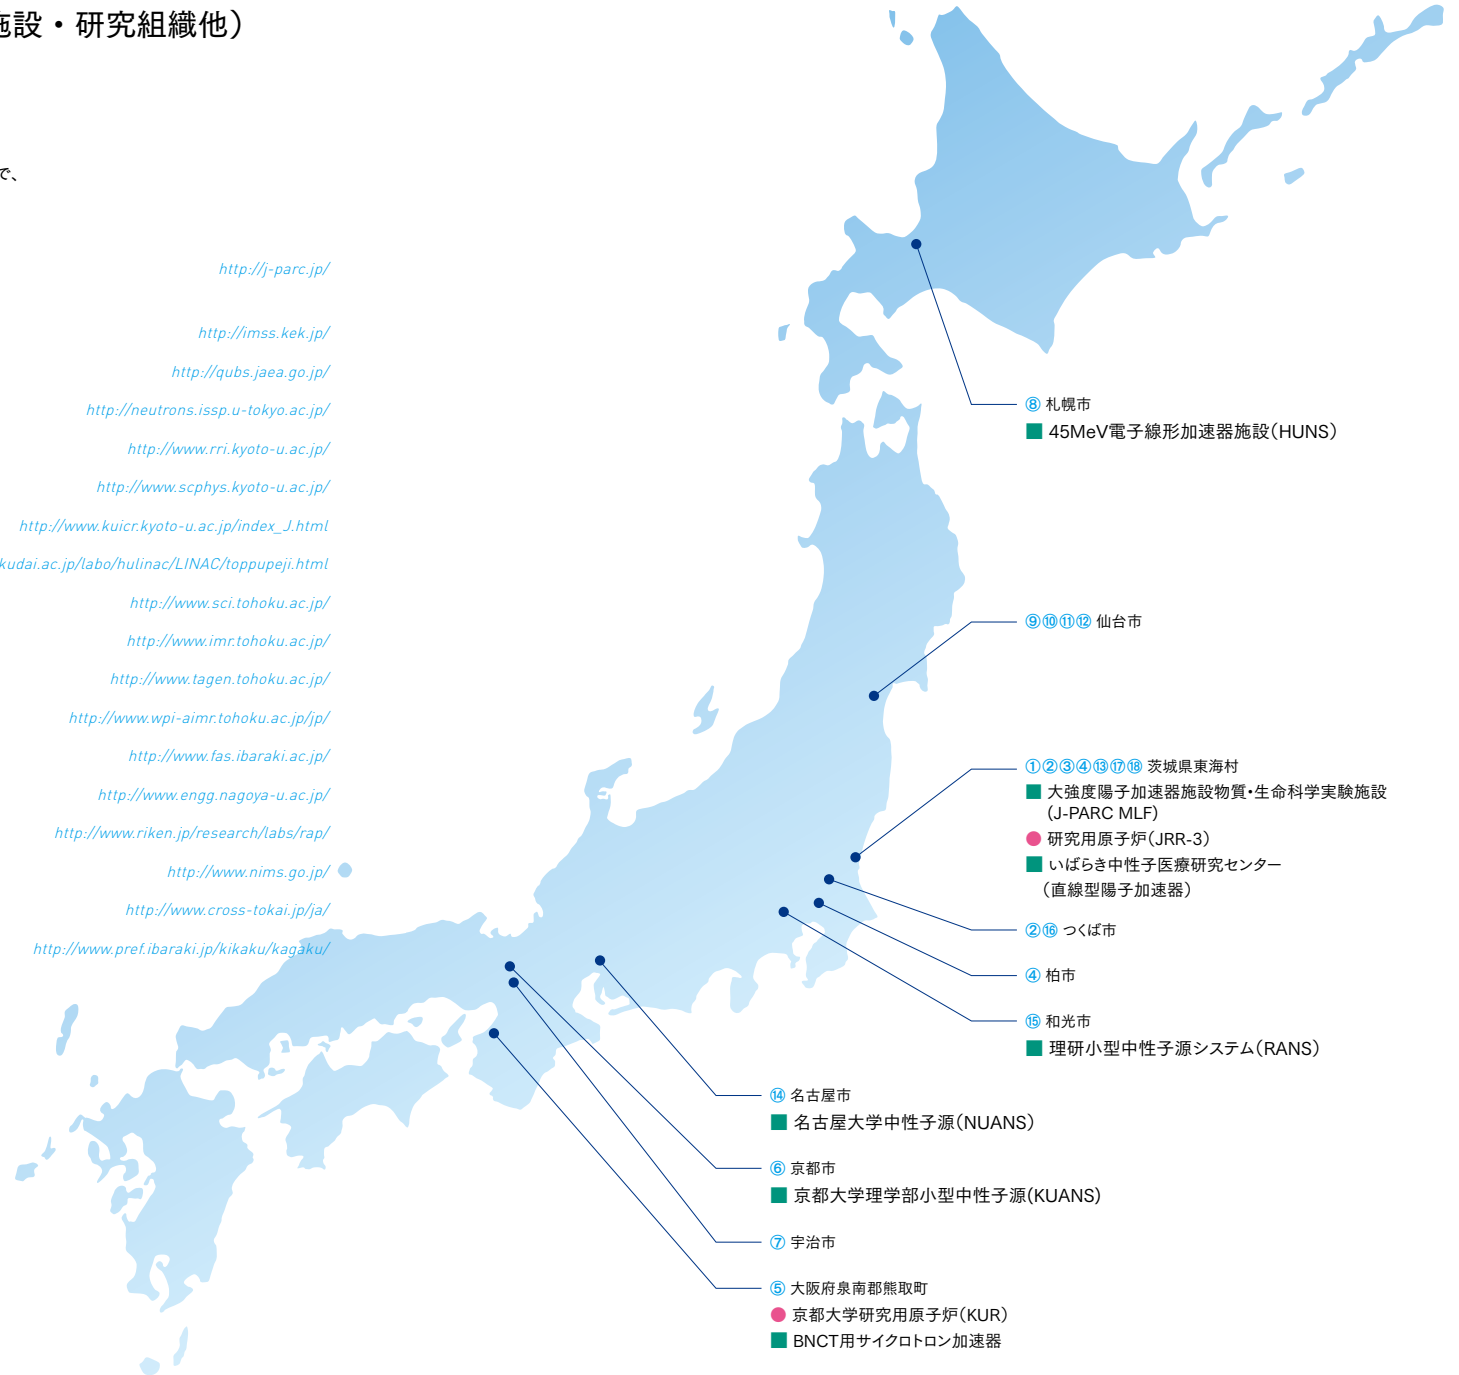 施設・研究組織他）
で、
http://j-parc.jp/
http://imss.kek.jp/
http://qubs.jaea.go.jp/
http://neutrons.issp.u-tokyo.ac.jp/
http://www.rri.kyoto-u.ac.jp/
http://www.scphys.kyoto-u.ac.jp/
http://www.kuicr.kyoto-u.ac.jp/index_J.html
kudai.ac.jp/labo/hulinac/LINAC/toppupeji.html
http://www.sci.tohoku.ac.jp/
http://www.imr.tohoku.ac.jp/
http://www.tagen.tohoku.ac.jp/
http://www.wpi-aimr.tohoku.ac.jp/jp/
http://www.fas.ibaraki.ac.jp/
http://www.engg.nagoya-u.ac.jp/
http://www.riken.jp/research/labs/rap/
http://www.nims.go.jp/
http://www.cross-tokai.jp/ja/
http://www.pref.ibaraki.jp/kikaku/kagaku/
⑧ 札幌市
45MeV電子線形加速器施設（HUNS）
⑨⑩⑪⑫ 仙台市
①②③④⑬⑰⑱ 茨城県東海村
大強度陽子加速器施設物質・生命科学実験施設
(J-PARC MLF)
研究用原子炉（JRR-3）
いばらき中性子医療研究センター
（直線型陽子加速器）
②⑯ つくば市
④ 柏市
⑮ 和光市
理研小型中性子源システム（RANS）
⑭ 名古屋市
名古屋大学中性子源（NUANS）
⑥ 京都市
京都大学理学部小型中性子源(KUANS)
⑦ 宇治市
⑤ 大阪府泉南郡熊取町
京都大学研究用原子炉（KUR）
BNCT用サイクロトロン加速器